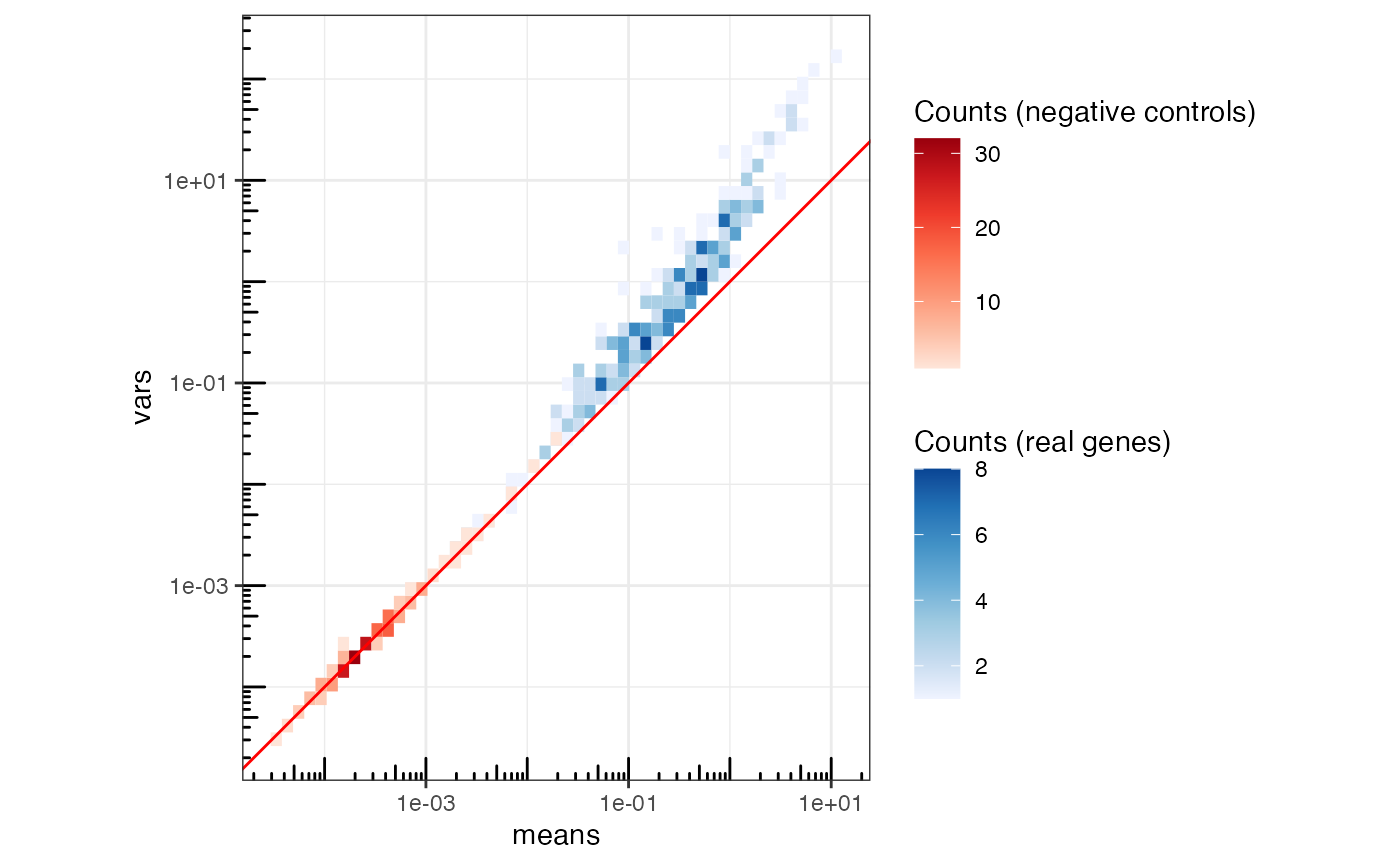 Counts (negative controls)
30
20
10
Counts (real genes)
8
6
4
2
vars
1e+01
1e-01
1e-03
1e-03
1e-01
1e+01
means